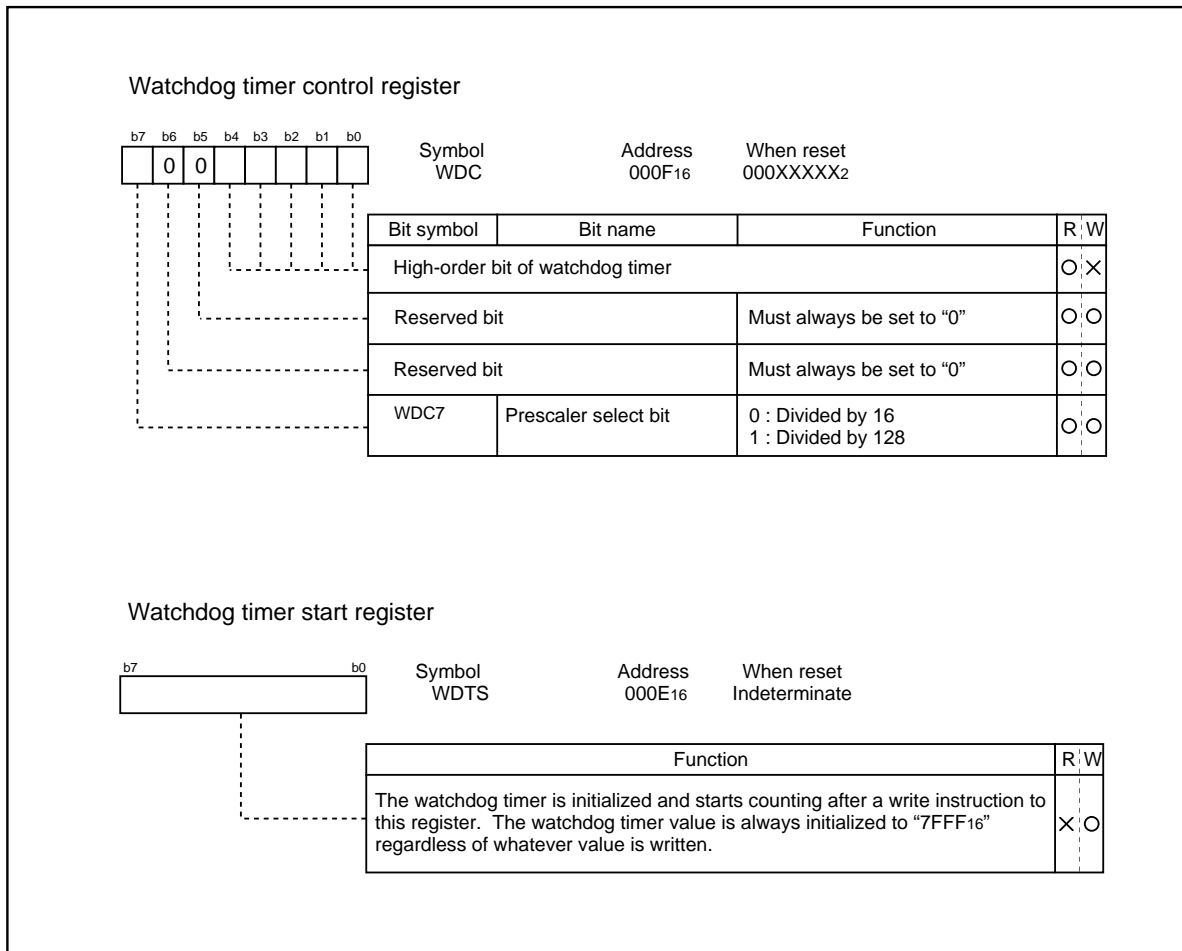 Watchdog timer control register
b7 b6 b5 b4 b3 b2 b1 b0
0 0
Symbol Address When reset
WDC 000F16 000XXXXX2
Bit symbol Bit name Function R W
High-order bit of watchdog timer O X
Reserved bit Must always be set to “0” O O
Reserved bit Must always be set to “0” O O
WDC7 Prescaler select bit 0 : Divided by 16
1 : Divided by 128 O O
Watchdog timer start register
b7 b0
Symbol Address When reset
WDTS 000E16 Indeterminate
Function R W
The watchdog timer is initialized and starts counting after a write instruction to
this register. The watchdog timer value is always initialized to “7FFF16” X O
regardless of whatever value is written.